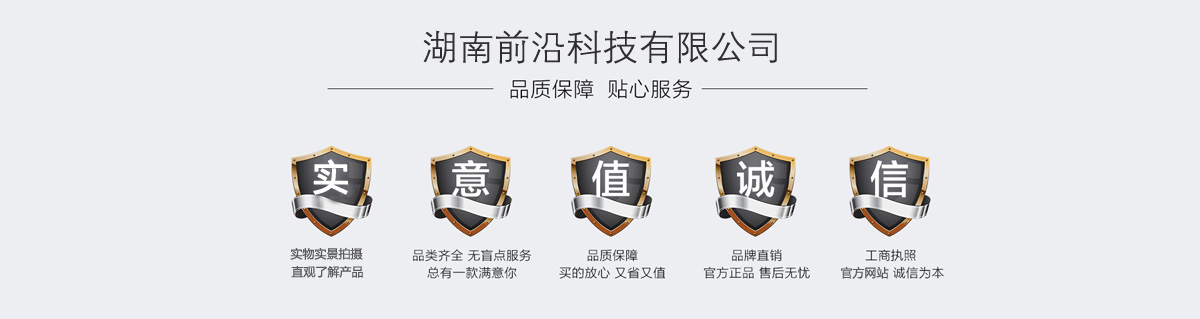 湖南前沿科技有限公司
品质保障 贴心服务
实 意 值 诚 信
实物实景拍摄
直观了解产品
品类齐全 无盲点服务
总有一款满意你
品质保障
买的放心 又省又值
品牌直销
官方正品 售后无忧
工商执照
官方网站 诚信为本